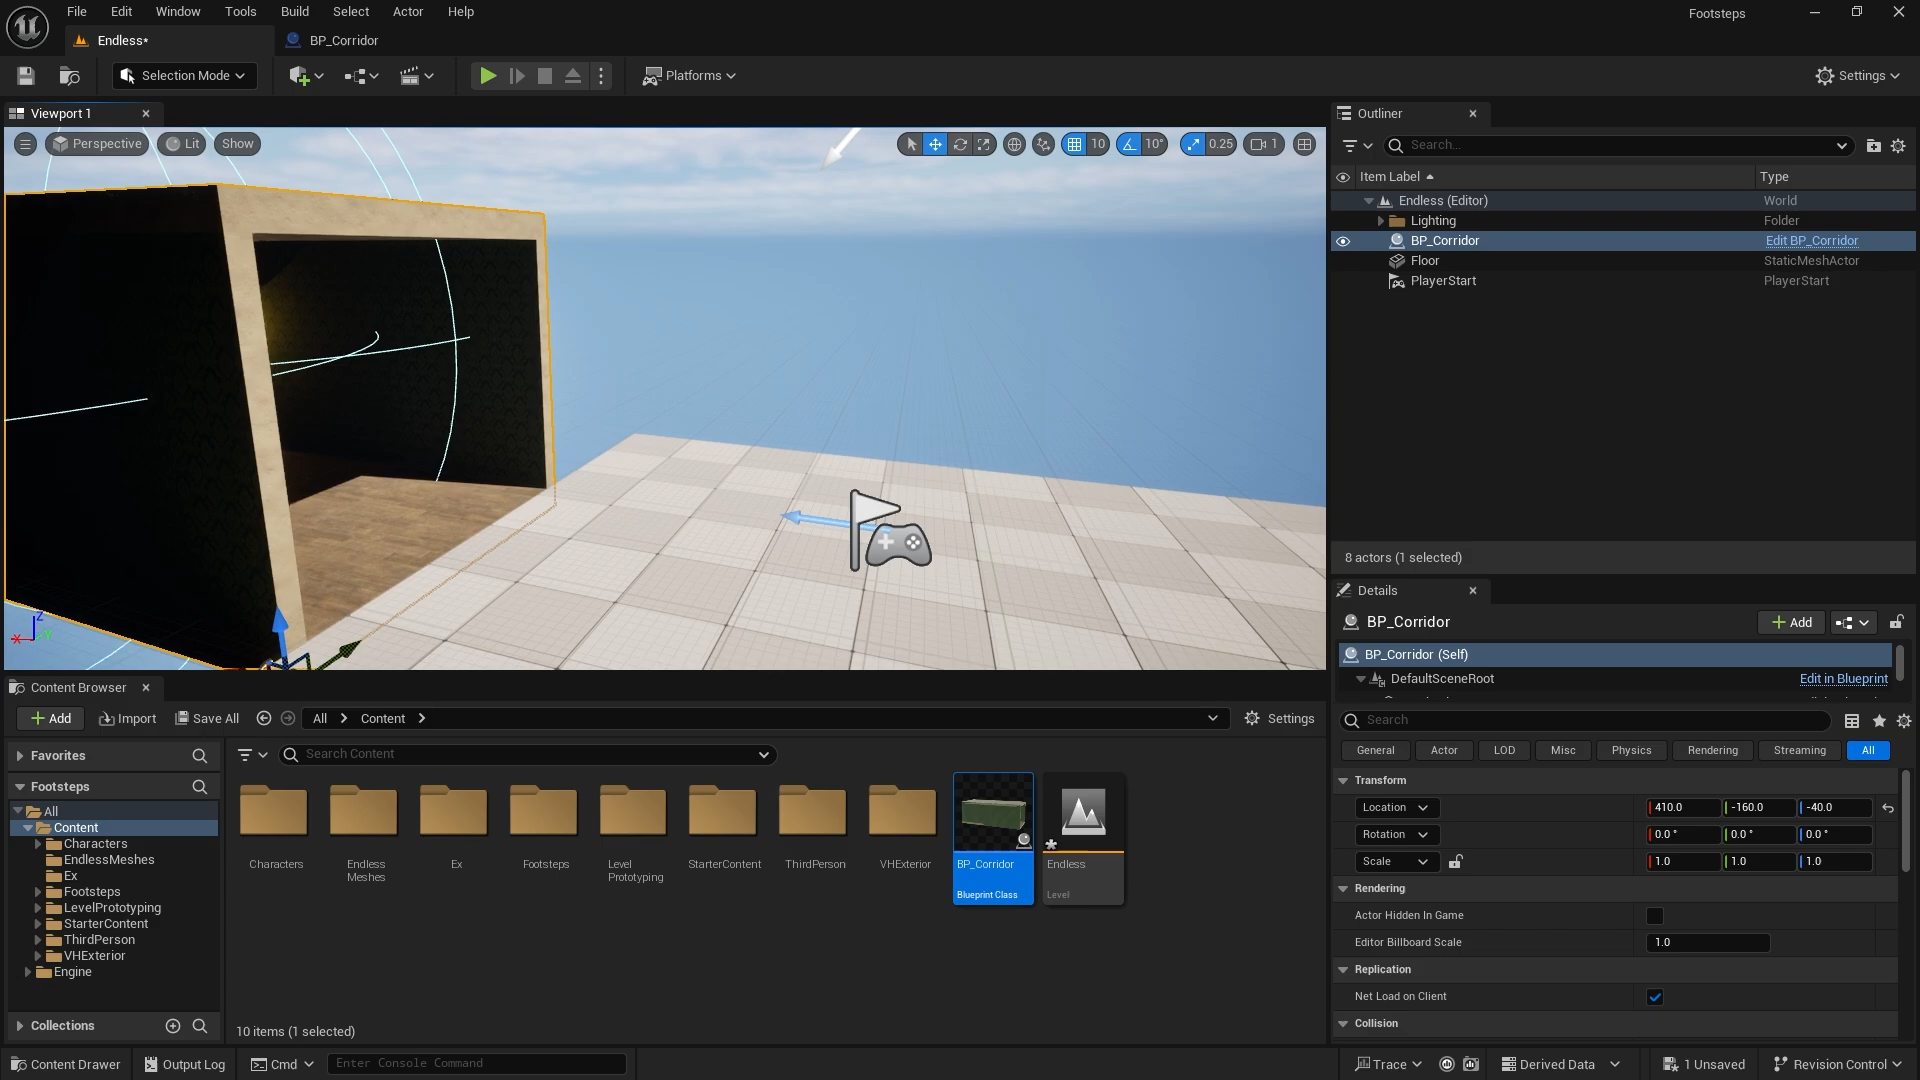 File Edit Window Tools Build Select Actor Help
Footsteps
Endless*
BP_Corridor
Selection Mode
Platforms
Settings
Viewport 1
Perspective
Lit
Show
10
10°
0.25
1
Outliner
Search...
Item Label
Type
Endless (Editor)
World
Lighting
Folder
BP_Corridor
Edit BP_Corridor
Floor
StaticMeshActor
PlayerStart
PlayerStart
8 actors (1 selected)
Details
BP_Corridor
Add
BP_Corridor (Self)
DefaultSceneRoot
Edit in Blueprint
Search
General
Actor
LOD
Misc
Physics
Rendering
Streaming
All
Transform
Location
410.0
-160.0
-40.0
Rotation
0.0 °
0.0 °
0.0 °
Scale
1.0
1.0
1.0
Rendering
Actor Hidden In Game
Editor Billboard Scale
1.0
Replication
Net Load on Client
Collision
X
Y
Z
Content Browser
Add
Import
Save All
All
Content
Settings
Favorites
Search Content
Footsteps
All
Content
Characters
EndlessMeshes
Ex
Footsteps
LevelPrototyping
StarterContent
ThirdPerson
VHExterior
Engine
Collections
Characters
Endless
Meshes
Ex
Footsteps
Level
Prototyping
StarterContent
ThirdPerson
VHExterior
BP_Corridor
Blueprint Class
Endless
Level
10 items (1 selected)
Content Drawer
Output Log
Cmd
Enter Console Command
Trace
Derived Data
1 Unsaved
Revision Control